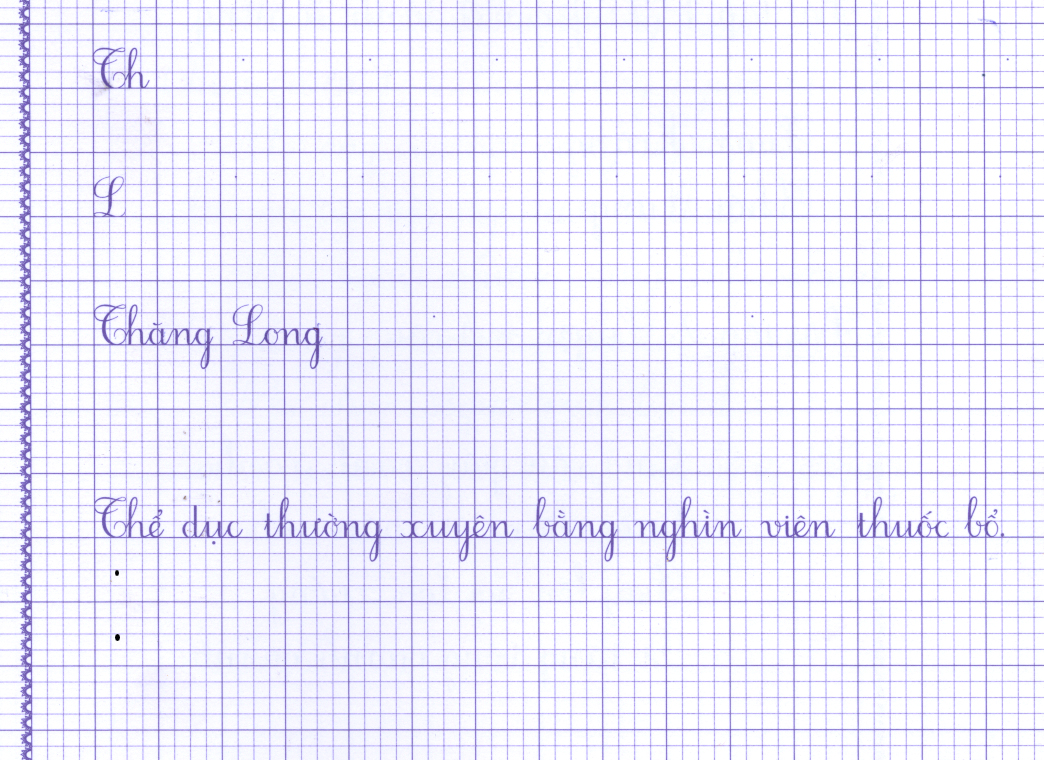 Th
L
Thăng Long
Thể dục thường xuyên bằng nghìn viên thuốc bổ.